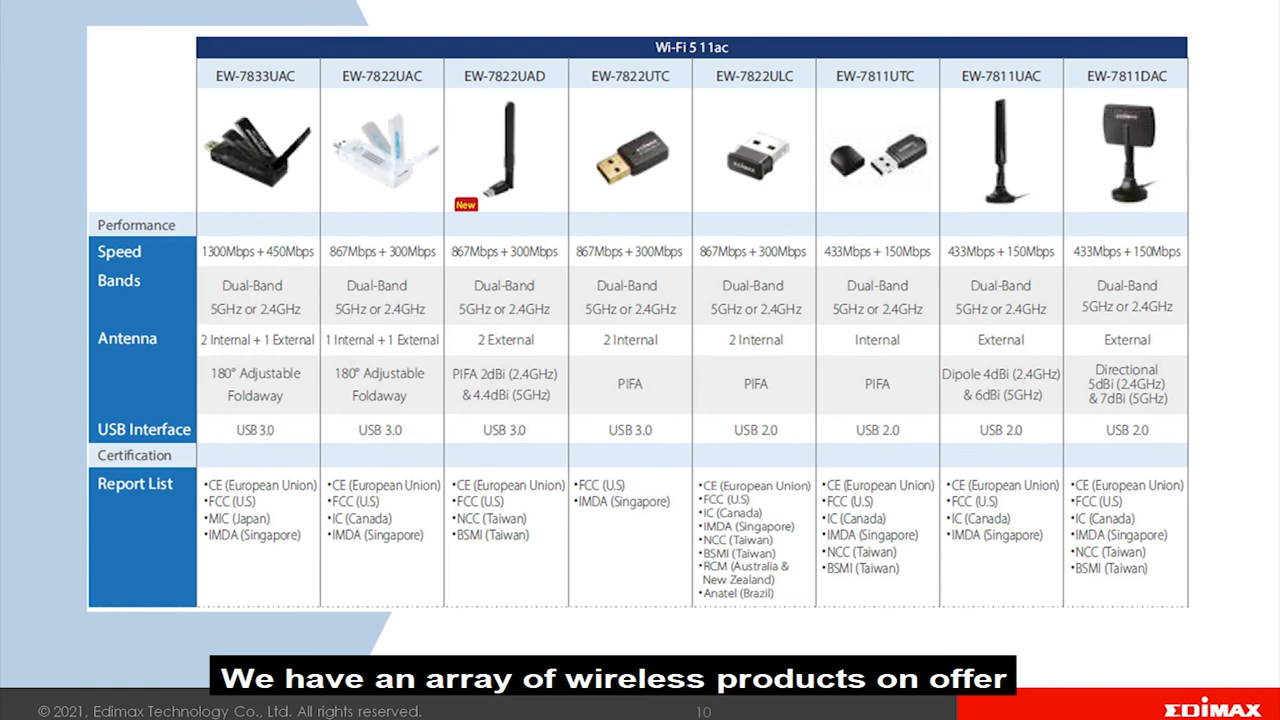 Wi-Fi 5 11ac
EW-7833UAC EW-7822UAC EW-7822UAD EW-7822UTC EW-7822ULC EW-7811UTC EW-7811UAC EW-7811DAC
EDIMAX EDIMAX EDIMAX
New
Performance
Speed 1300Mbps + 450Mbps 867Mbps + 300Mbps 867Mbps + 300Mbps 867Mbps + 300Mbps 867Mbps + 300Mbps 433Mbps + 150Mbps 433Mbps + 150Mbps 433Mbps + 150Mbps
Bands Dual-Band Dual-Band Dual-Band Dual-Band Dual-Band Dual-Band Dual-Band Dual-Band
5GHz or 2.4GHz 5GHz or 2.4GHz 5GHz or 2.4GHz 5GHz or 2.4GHz 5GHz or 2.4GHz 5GHz or 2.4GHz 5GHz or 2.4GHz 5GHz or 2.4GHz
Antenna 2 Internal + 1 External 1 Internal + 1 External 2 External 2 Internal 2 Internal Internal External External
180° Adjustable 180° Adjustable PIFA 2dBi (2.4GHz) PIFA PIFA PIFA Dipole 4dBi (2.4GHz) Directional
Foldaway Foldaway & 4.4dBi (5GHz) & 6dBi (5GHz) 5dBi (2.4GHz)
& 7dBi (5GHz)
USB Interface USB 3.0 USB 3.0 USB 3.0 USB 3.0 USB 2.0 USB 2.0 USB 2.0 USB 2.0
Certification
Report List
•CE (European Union)
•FCC (U.S)
•MIC (Japan)
•IMDA (Singapore)
•CE (European Union)
•FCC (U.S)
•IC (Canada)
•IMDA (Singapore)
•CE (European Union)
•FCC (U.S)
•NCC (Taiwan)
•BSMI (Taiwan)
•FCC (U.S)
•IMDA (Singapore)
•CE (European Union)
•FCC (U.S)
•IC (Canada)
•IMDA (Singapore)
•NCC (Taiwan)
•BSMI (Taiwan)
•RCM (Australia &
New Zealand)
•Anatel (Brazil)
•CE (European Union)
•FCC (U.S)
•IC (Canada)
•IMDA (Singapore)
•NCC (Taiwan)
•BSMI (Taiwan)
•CE (European Union)
•FCC (U.S)
•IC (Canada)
•IMDA (Singapore)
•CE (European Union)
•FCC (U.S)
•IC (Canada)
•IMDA (Singapore)
•NCC (Taiwan)
•BSMI (Taiwan)
We have an array of wireless products on offer
© 2021, Edimax Technology Co., Ltd. All rights reserved. 10 EDIMAX